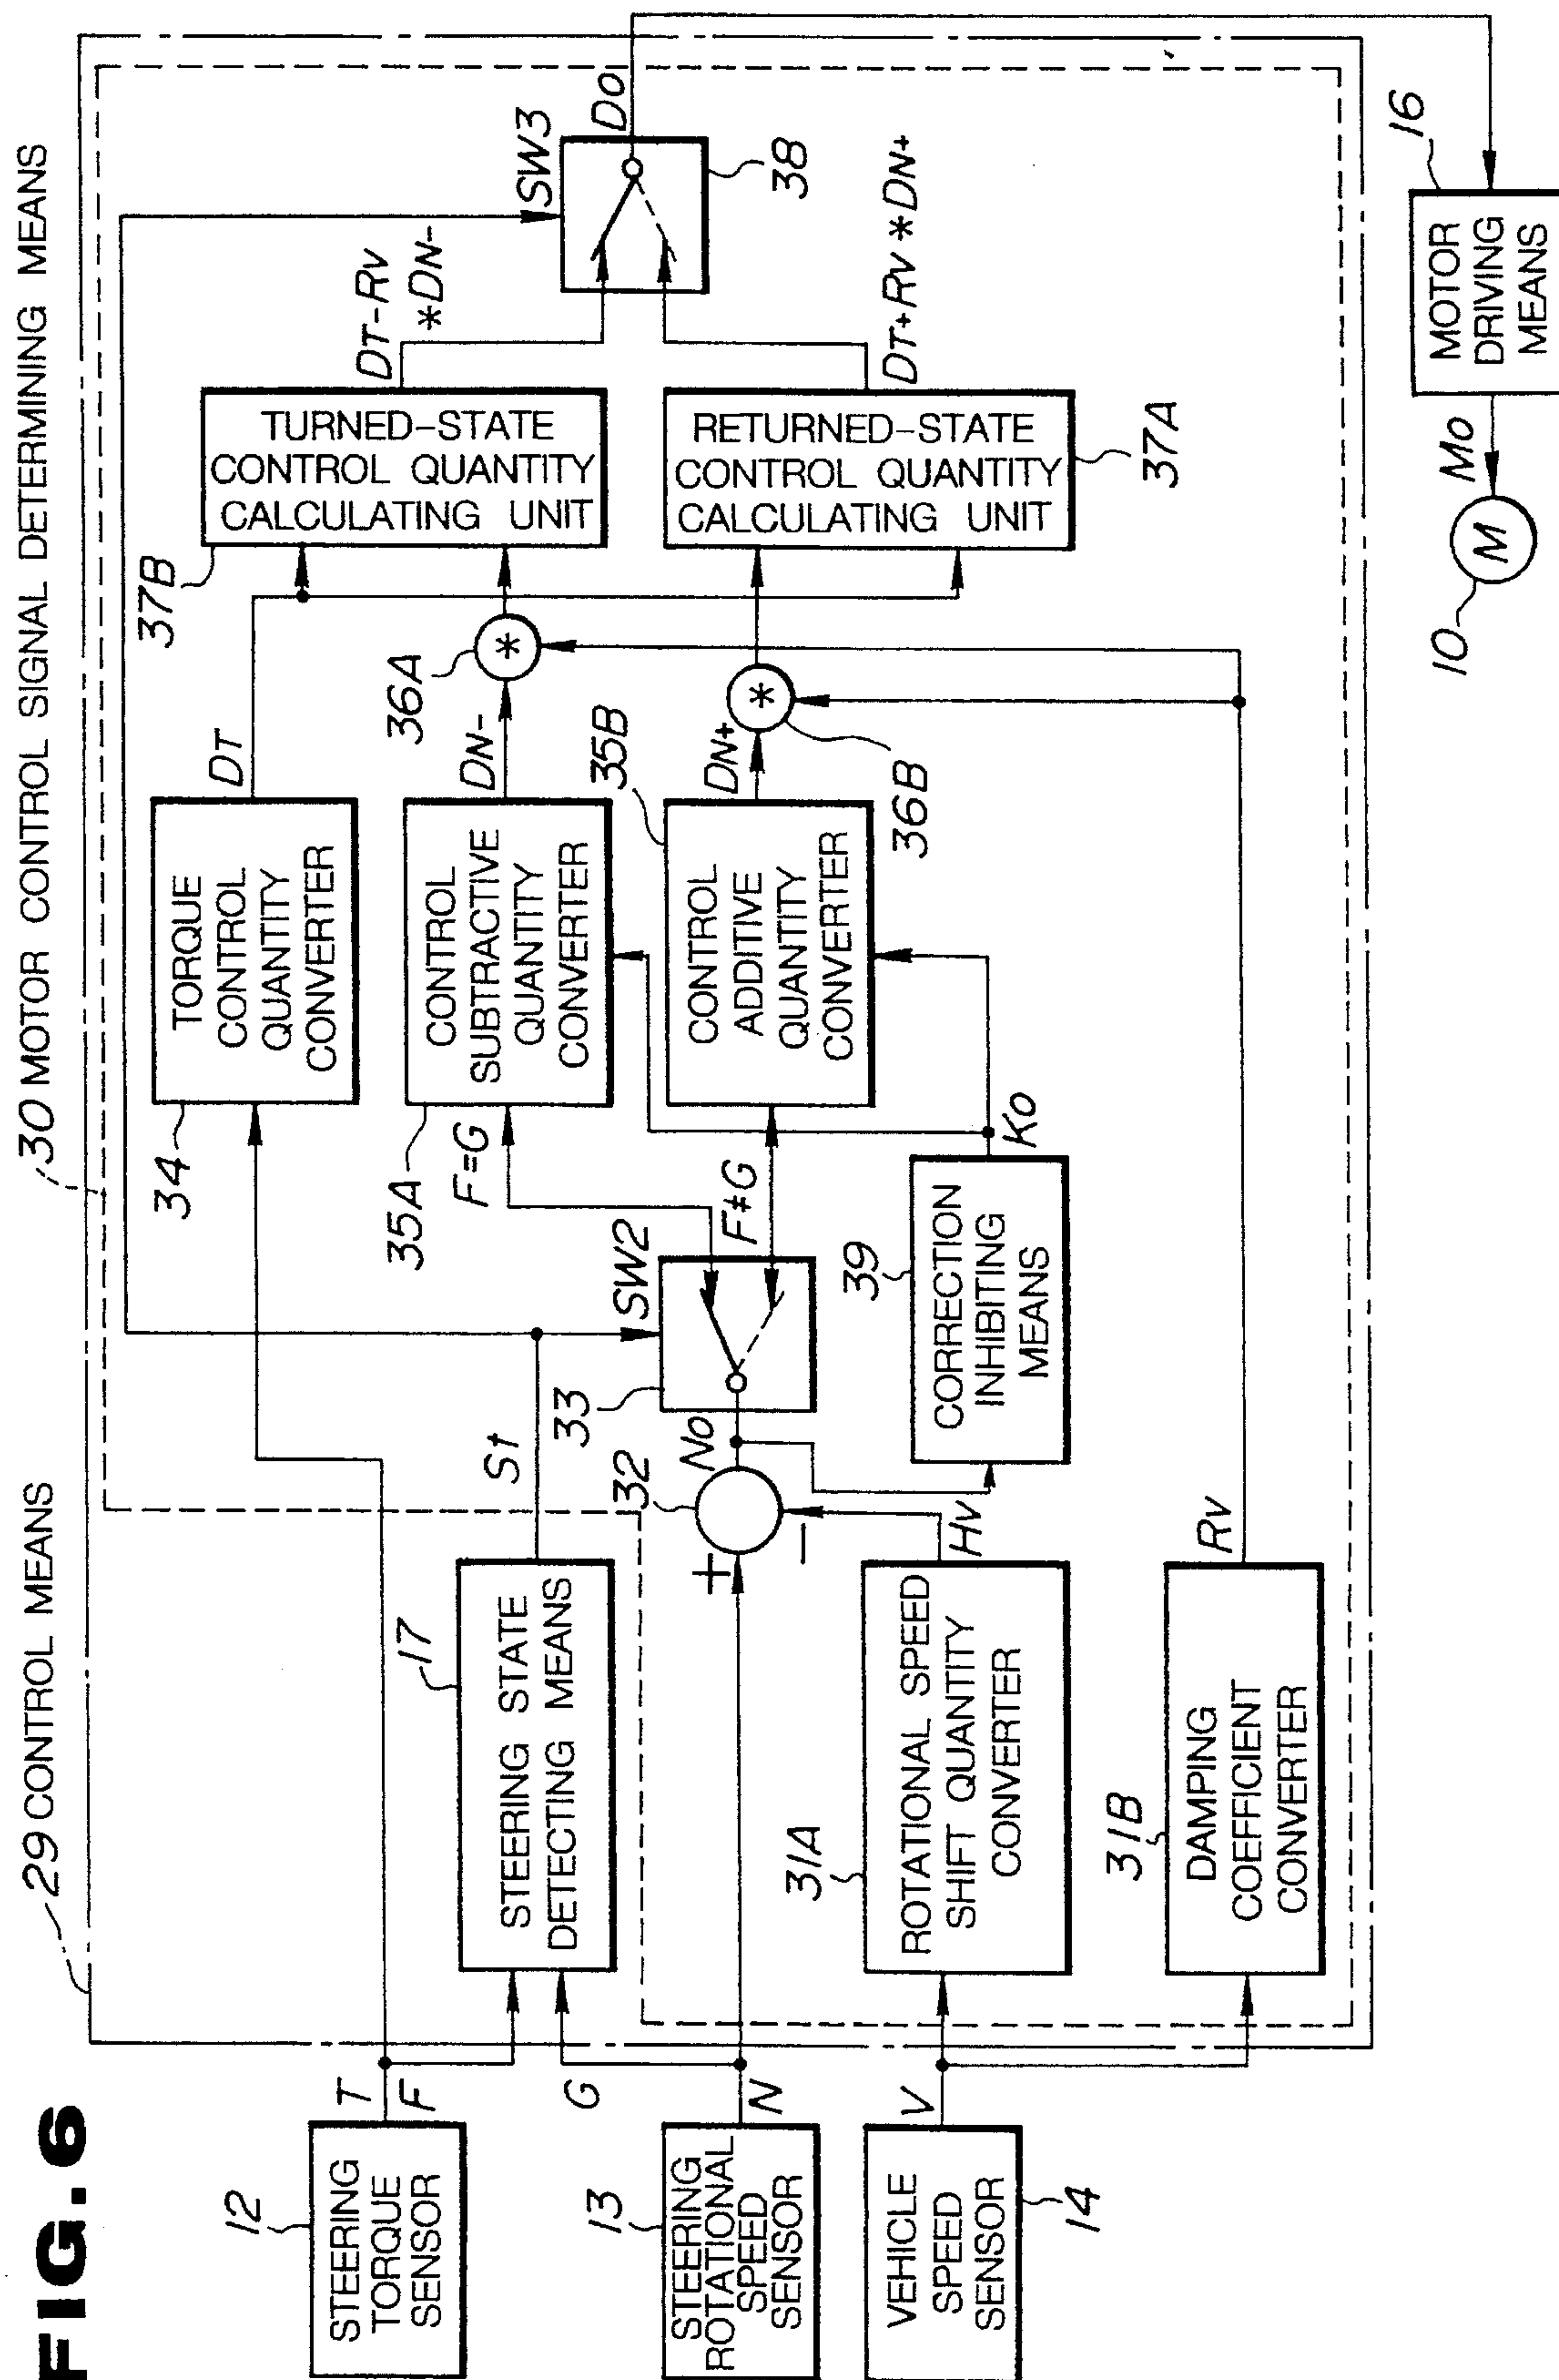 FIG.6
29 CONTROL MEANS
30 MOTOR CONTROL SIGNAL DETERMINING MEANS
12
STEERING
TORQUE
SENSOR
T
F
13
STEERING
ROTATIONAL
SPEED
SENSOR
G
N
14
VEHICLE
SPEED
SENSOR
V
17
STEERING STATE
DETECTING MEANS
St
31A
ROTATIONAL SPEED
SHIFT QUANTITY
CONVERTER
Hv
31B
DAMPING
COEFFICIENT
CONVERTER
Rv
32
+
−
No
33
SW2
F=G
F≠G
39
CORRECTION
INHIBITING
MEANS
Ko
34
TORQUE
CONTROL
QUANTITY
CONVERTER
DT
35A
CONTROL
SUBTRACTIVE
QUANTITY
CONVERTER
DN-
35B
CONTROL
ADDITIVE
QUANTITY
CONVERTER
DN+
36A
*
36B
*
37B
TURNED-STATE
CONTROL QUANTITY
CALCULATING UNIT
DT-RV
*DN-
37A
RETURNED-STATE
CONTROL QUANTITY
CALCULATING UNIT
DT+RV*DN+
SW3
38
Do
16
MOTOR
DRIVING
MEANS
Mo
10
M